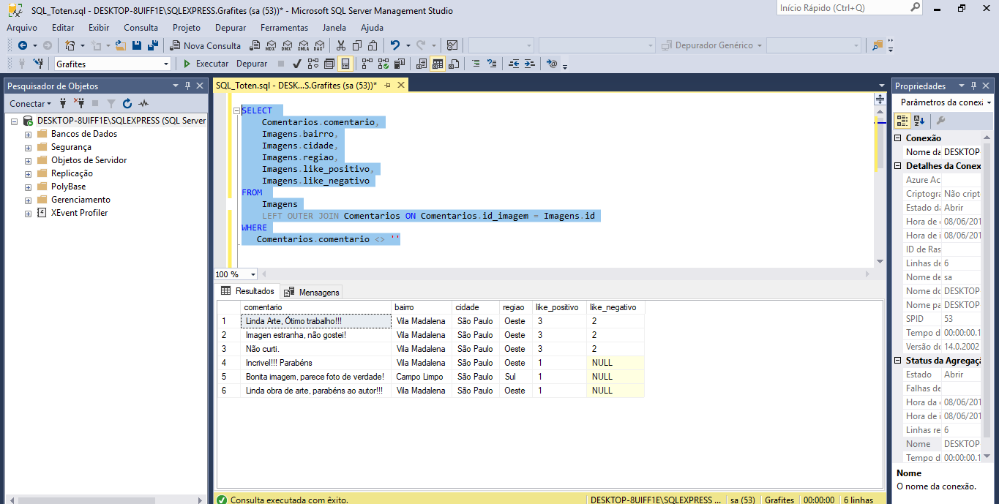 SQL_Toten.sql - DESKTOP-8UIFF1E\SQLEXPRESS.Grafites (sa (53))* - Microsoft SQL Server Management Studio
Início Rápido (Ctrl+Q)
Arquivo Editar Exibir Consulta Projeto Depurar Ferramentas Janela Ajuda
Nova Consulta MDX DMX XMLA DAX Depurador Genérico
Grafites Executar Depurar
Pesquisador de Objetos
Conectar
DESKTOP-8UIFF1E\SQLEXPRESS (SQL Server
Bancos de Dados
Segurança
Objetos de Servidor
Replicação
PolyBase
Gerenciamento
XEvent Profiler
SQL_Toten.sql - DESK...S.Grafites (sa (53))*
SELECT
Comentarios.comentario,
Imagens.bairro,
Imagens.cidade,
Imagens.regiao,
Imagens.like_positivo,
Imagens.like_negativo
FROM
Imagens
LEFT OUTER JOIN Comentarios ON Comentarios.id_imagem = Imagens.id
WHERE
Comentarios.comentario <> ''
100 %
Resultados Mensagens
comentario bairro cidade regiao like_positivo like_negativo
1 Linda Arte, Ótimo trabalho!!! Vila Madalena São Paulo Oeste 3 2
2 Imagen estranha, não gostei! Vila Madalena São Paulo Oeste 3 2
3 Não curti. Vila Madalena São Paulo Oeste 3 2
4 Incrivel!!! Parabéns Vila Madalena São Paulo Oeste 1 NULL
5 Bonita imagem, parece foto de verdade! Campo Limpo São Paulo Sul 1 NULL
6 Linda obra de arte, parabéns ao autor!!! Vila Madalena São Paulo Oeste 1 NULL
Consulta executada com êxito. DESKTOP-8UIFF1E\SQLEXPRESS ... sa (53) Grafites 00:00:00 6 linhas
Propriedades
Parâmetros da conexã
Conexão
Nome da DESKTOP
Detalhes da Conex
Azure Ac
Criptogra Não cript
Estado da Abrir
Hora de 08/06/201
Hora de i 08/06/201
ID de Ras
Linhas de 6
Nome de sa
Nome do DESKTOP
Nome pa DESKTOP
SPID 53
Tempo d 00:00:00.1
Versão do 14.0.2002
Status da Agregaçã
Estado Abrir
Falhas de
Hora da 08/06/201
Hora de i 08/06/201
Linhas re 6
Nome DESKTOP
Tempo d 00:00:00.1
Nome
O nome da conexão.